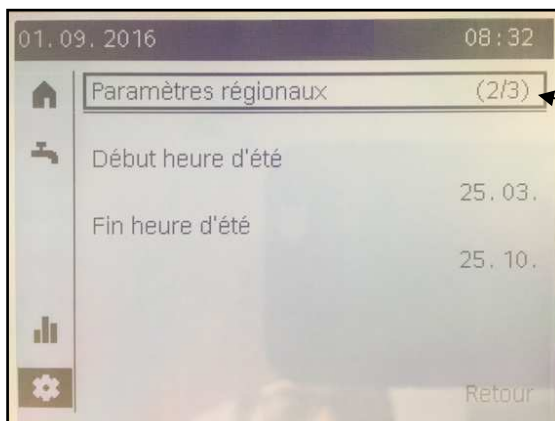 01.09.2016 08:32
Paramètres régionaux (2/3)
Début heure d'été
25.03.
Fin heure d'été
25.10.
Retour